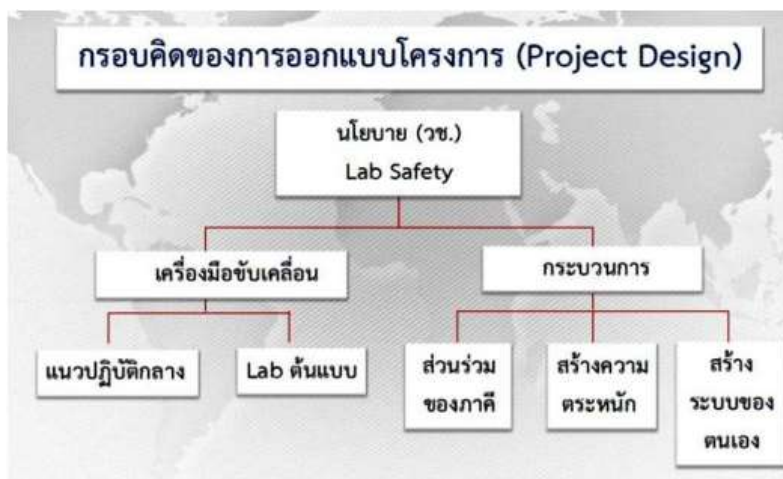 กรอบคิดของการออกแบบโครงการ (Project Design)
นโยบาย (วช.)
Lab Safety
เครื่องมือขับเคลื่อน
กระบวนการ
แนวปฏิบัติกลาง
Lab ต้นแบบ
ส่วนร่วม
ของภาคี
สร้างความ
ตระหนัก
สร้าง
ระบบของ
ตนเอง